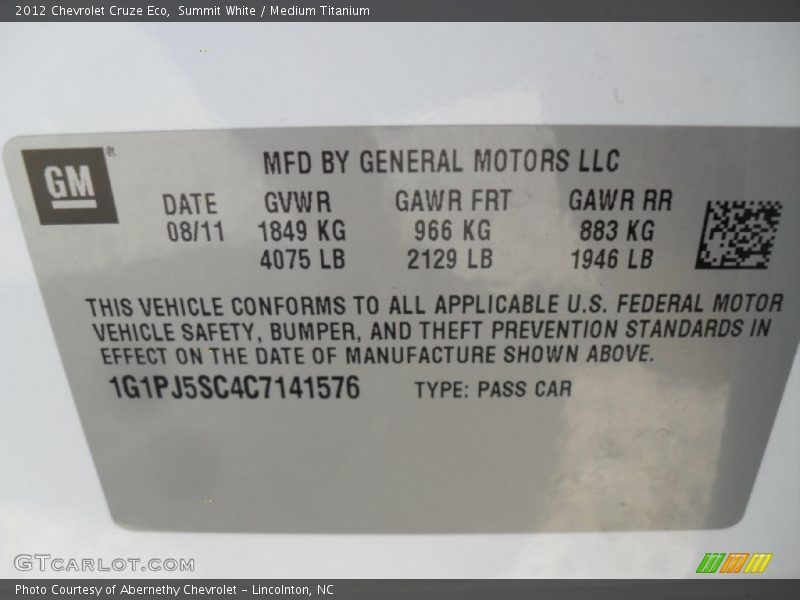 2012 Chevrolet Cruze Eco,  Summit White / Medium Titanium
GM®
MFD BY GENERAL MOTORS LLC
DATE GVWR GAWR FRT GAWR RR
08/11 1849 KG 966 KG 883 KG
4075 LB 2129 LB 1946 LB
THIS VEHICLE CONFORMS TO ALL APPLICABLE U.S. FEDERAL MOTOR
VEHICLE SAFETY, BUMPER, AND THEFT PREVENTION STANDARDS IN
EFFECT ON THE DATE OF MANUFACTURE SHOWN ABOVE.
1G1PJ5SC4C7141576 TYPE: PASS CAR
GTCARLOT.COM
Photo Courtesy of Abernethy Chevrolet – Lincolnton, NC